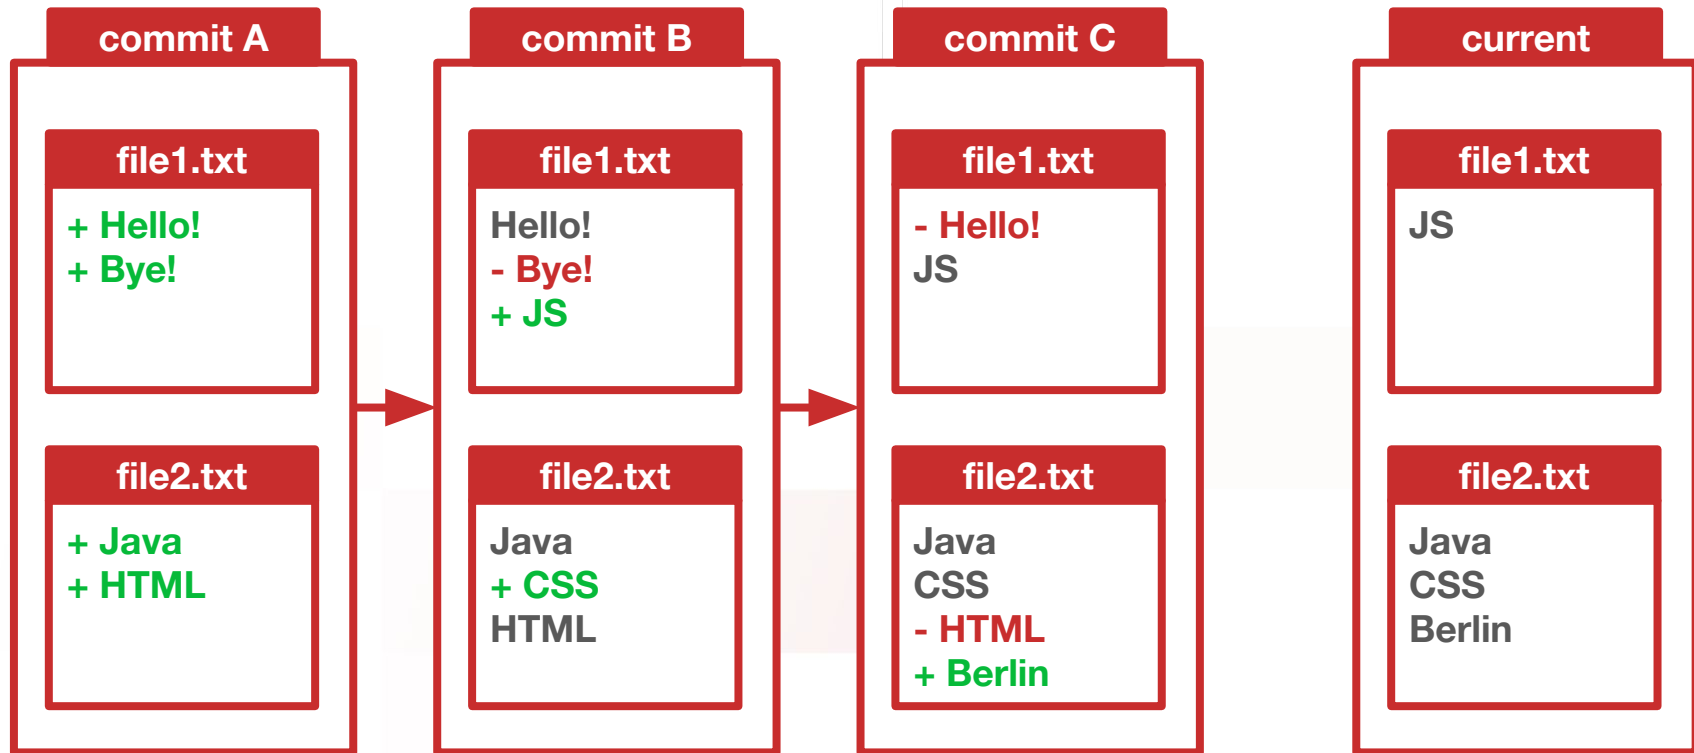 commit A
file1.txt
+ Hello!
+ Bye!
file2.txt
+ Java
+ HTML
commit B
file1.txt
Hello!
- Bye!
+ JS
file2.txt
Java
+ CSS
HTML
commit C
file1.txt
- Hello!
JS
file2.txt
Java
CSS
- HTML
+ Berlin
current
file1.txt
JS
file2.txt
Java
CSS
Berlin